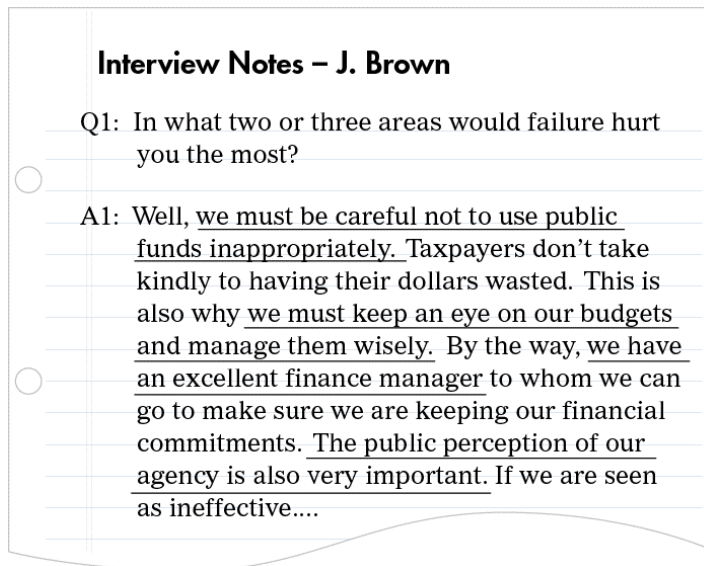 Interview Notes – J. Brown
Q1: In what two or three areas would failure hurt
you the most?
A1: Well, we must be careful not to use public
funds inappropriately. Taxpayers don’t take
kindly to having their dollars wasted. This is
also why we must keep an eye on our budgets
and manage them wisely. By the way, we have
an excellent finance manager to whom we can
go to make sure we are keeping our financial
commitments. The public perception of our
agency is also very important. If we are seen
as ineffective....